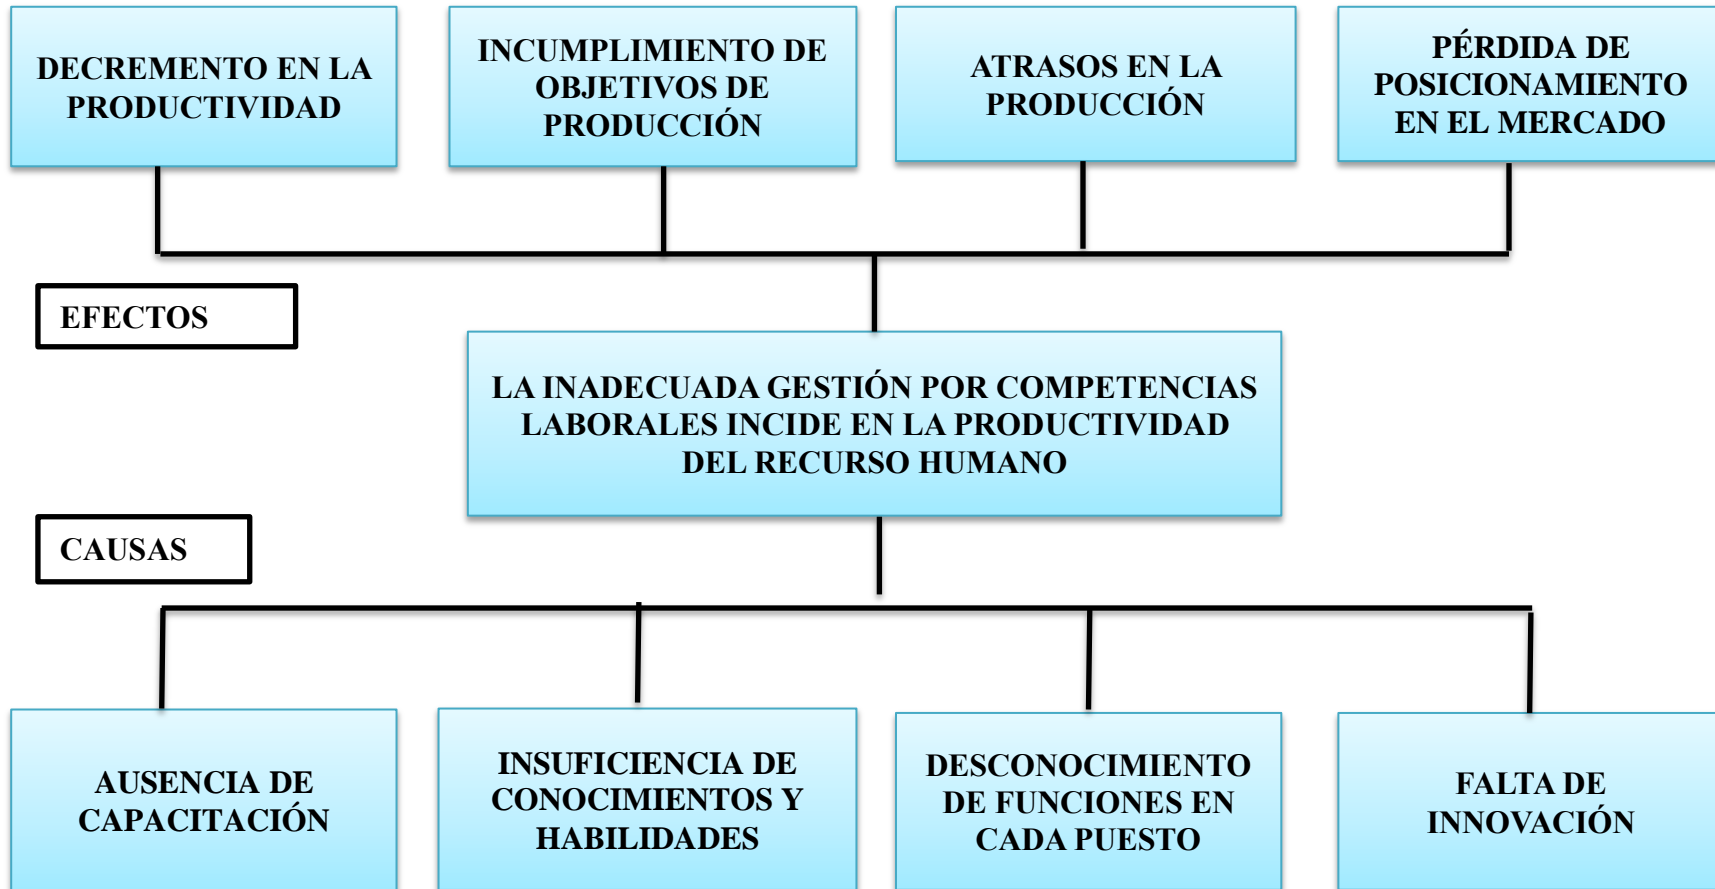 DECREMENTO EN LA
PRODUCTIVIDAD
INCUMPLIMIENTO DE
OBJETIVOS DE
PRODUCCIÓN
ATRASOS EN LA
PRODUCCIÓN
PÉRDIDA DE
POSICIONAMIENTO
EN EL MERCADO
EFECTOS
LA INADECUADA GESTIÓN POR COMPETENCIAS
LABORALES INCIDE EN LA PRODUCTIVIDAD
DEL RECURSO HUMANO
CAUSAS
AUSENCIA DE
CAPACITACIÓN
INSUFICIENCIA DE
CONOCIMIENTOS Y
HABILIDADES
DESCONOCIMIENTO
DE FUNCIONES EN
CADA PUESTO
FALTA DE
INNOVACIÓN